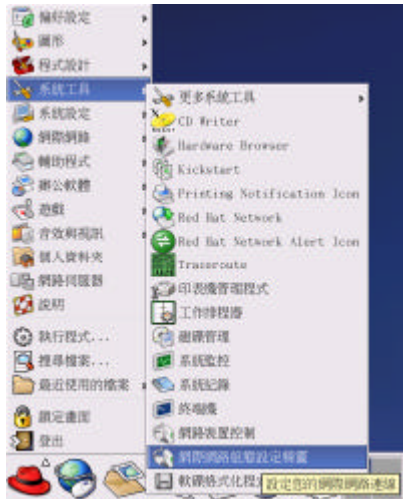 偏好設定
圖形
程式設計
系統工具
系統設定
網際網路
輔助程式
辦公軟體
遊戲
音效與視訊
個人資料夾
網路伺服器
說明
執行程式...
搜尋檔案...
最近使用的檔案
鎖定畫面
登出
更多系統工具
CD Writer
Hardware Browser
Kickstart
Printing Notification Icon
Red Hat Network
Red Hat Network Alert Icon
Traceroute
印表機管理程式
工作排程器
磁碟管理
系統監控
系統紀錄
終端機
網路裝置控制
網際網路組態設定精靈
軟碟格式化程
設定您的網際網路連線